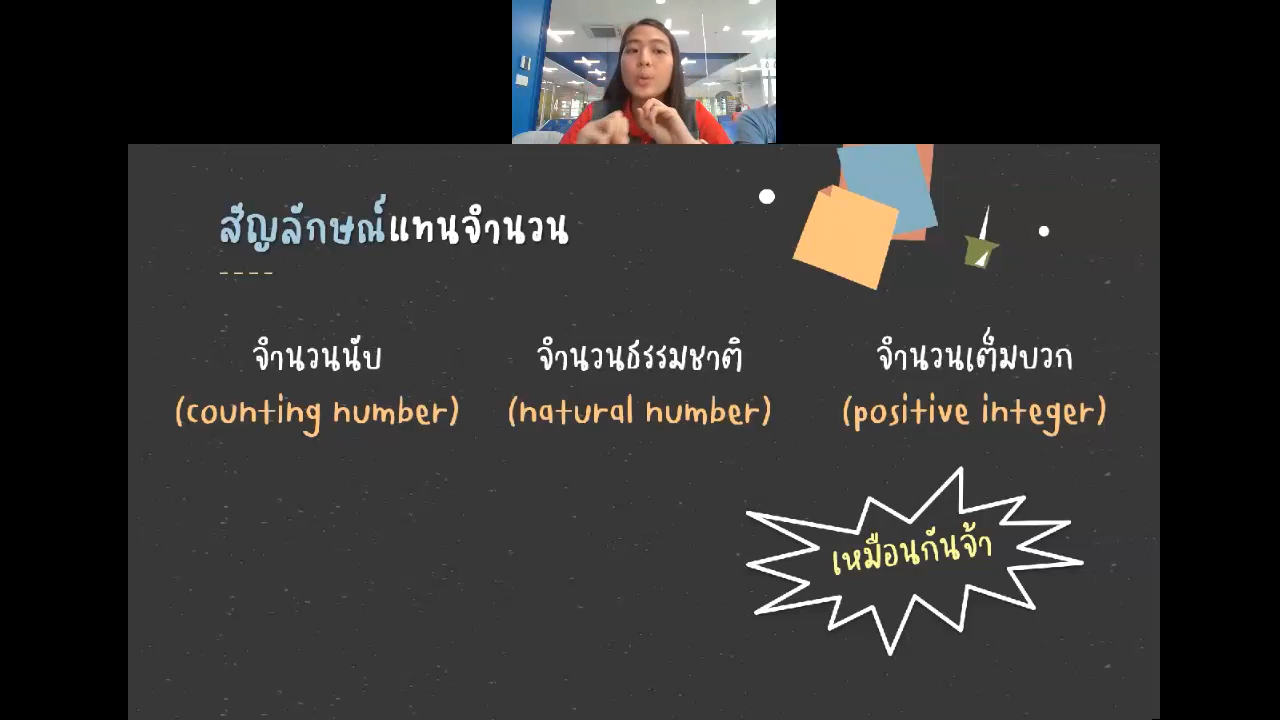 สัญลักษณ์แทนจำนวน
จำนวนนับ
(counting number)
จำนวนธรรมชาติ
(natural number)
จำนวนเต็มบวก
(positive integer)
เหมือนกันจ้า